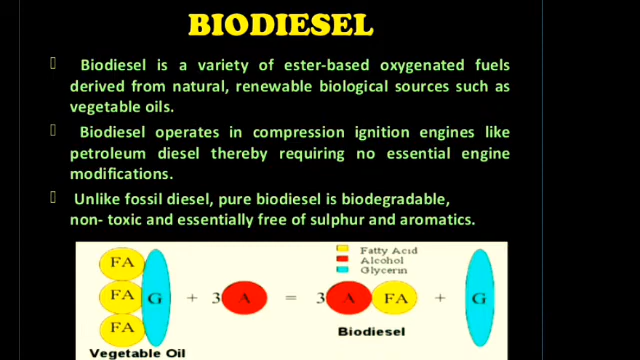 BIODIESEL
Biodiesel is a variety of ester-based oxygenated fuels
derived from natural, renewable biological sources such as
vegetable oils.
Biodiesel operates in compression ignition engines like
petroleum diesel thereby requiring no essential engine
modifications.
Unlike fossil diesel, pure biodiesel is biodegradable,
non- toxic and essentially free of sulphur and aromatics.
Fatty Acid
Alcohol
Glycerin
FA
FA G + 3 A = 3 A FA + G
FA
Biodiesel
Vegetable Oil